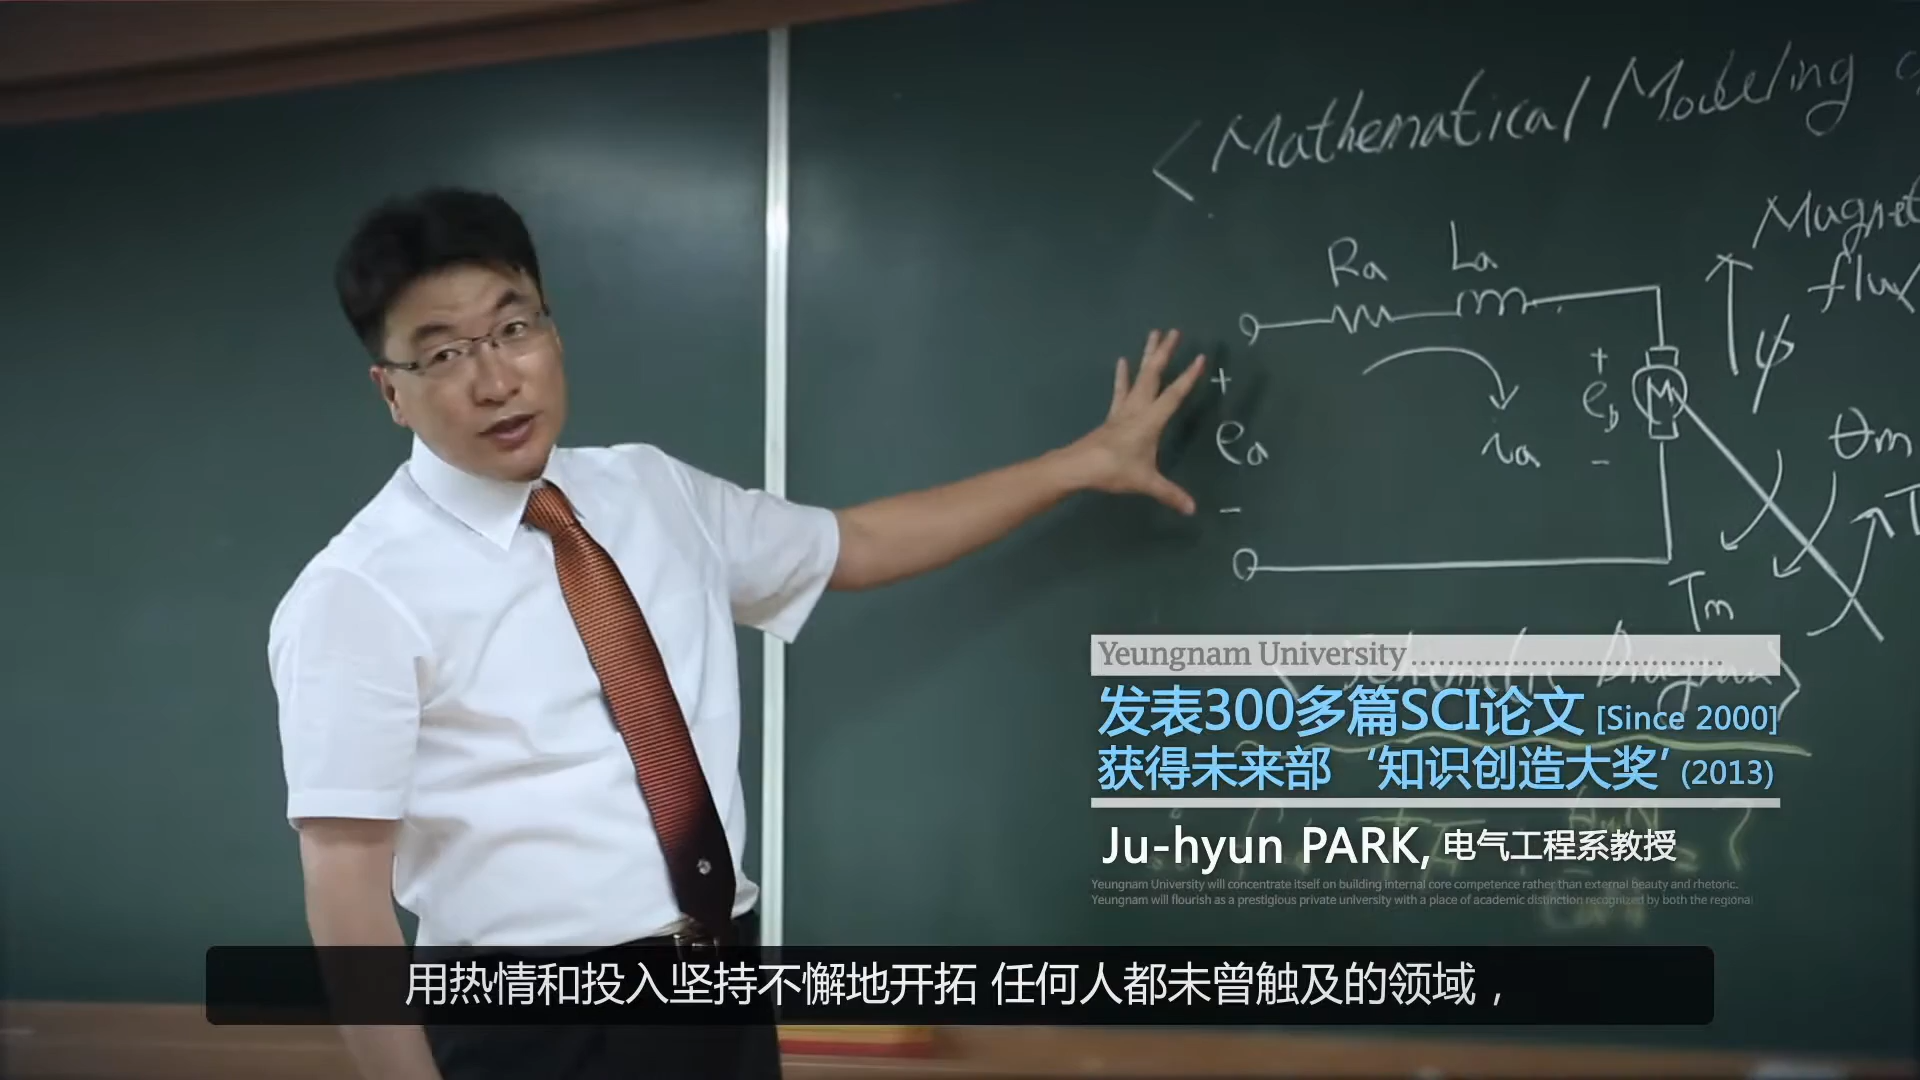 <Mathematical Modeling
Magnet
flux
Ra
La
ψ
+
ea
-
ia
+
eb
-
M
θm
T
Tm
Yeungnam University
<Schematic Diagram>
发表300多篇SCI论文 [Since 2000]
获得未来部 ‘知识创造大奖’ (2013)
Ju-hyun PARK, 电气工程系教授
Yeungnam University will concentrate itself on building internal core competence rather than external beauty and rhetoric.
Yeungnam will flourish as a prestigious private university with a place of academic distinction recognized by both the regional
用热情和投入坚持不懈地开拓 任何人都未曾触及的领域，